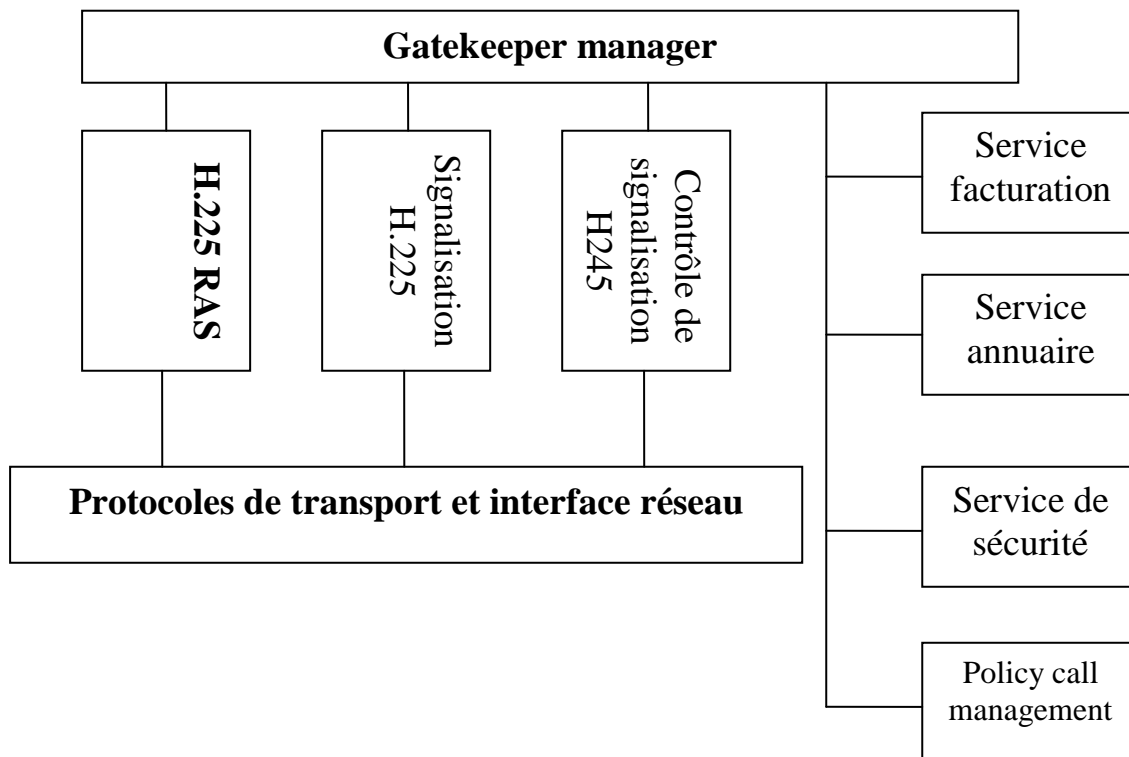 Gatekeeper manager
H.225 RAS
Signalisation
H.225
Contrôle de
signalisation
H245
Service
facturation
Service
annuaire
Service de
sécurité
Policy call
management
Protocoles de transport et interface réseau